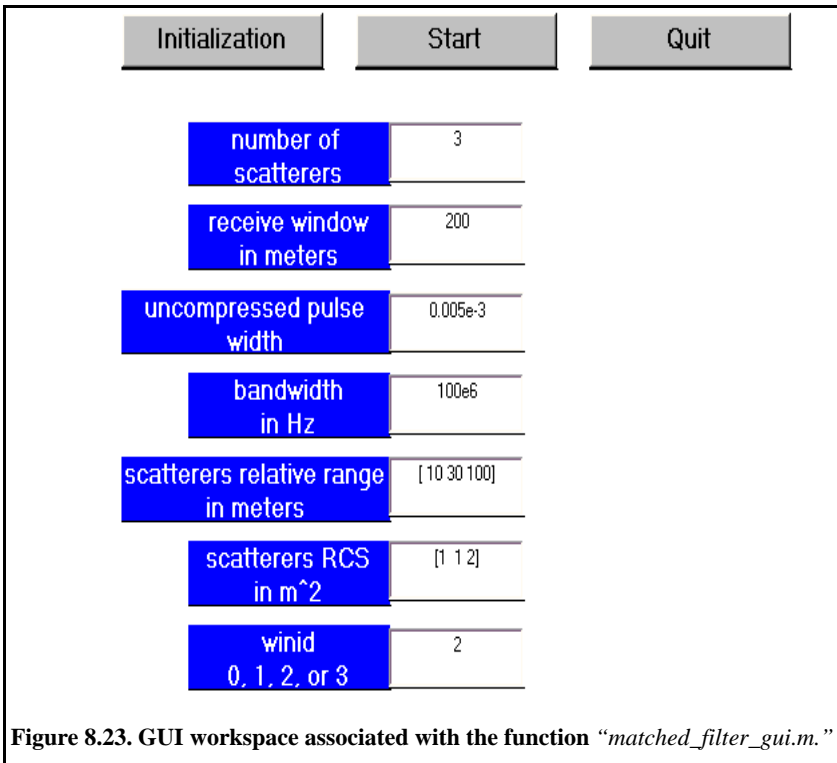 Initialization Start Quit
number of
scatterers
3
receive window
in meters
200
uncompressed pulse
width
0.005e-3
bandwidth
in Hz
100e6
scatterers relative range
in meters
[ 10 30 100]
scatterers RCS
in m^2
[1 1 2]
winid
0, 1, 2, or 3
2
Figure 8.23. GUI workspace associated with the function "matched_filter_gui.m."